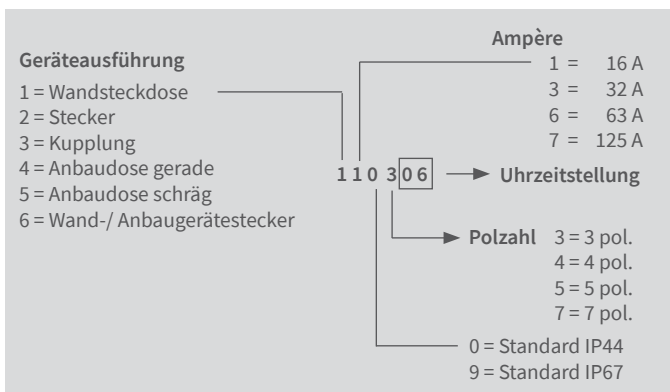 Geräteausführung
1 = Wandsteckdose
2 = Stecker
3 = Kupplung
4 = Anbaudose gerade
5 = Anbaudose schräg
6 = Wand-/ Anbaugerätestecker
Ampère
1 = 16 A
3 = 32 A
6 = 63 A
7 = 125 A
1 1 0 3 0 6
Uhrzeitstellung
Polzahl 3 = 3 pol.
4 = 4 pol.
5 = 5 pol.
7 = 7 pol.
0 = Standard IP44
9 = Standard IP67